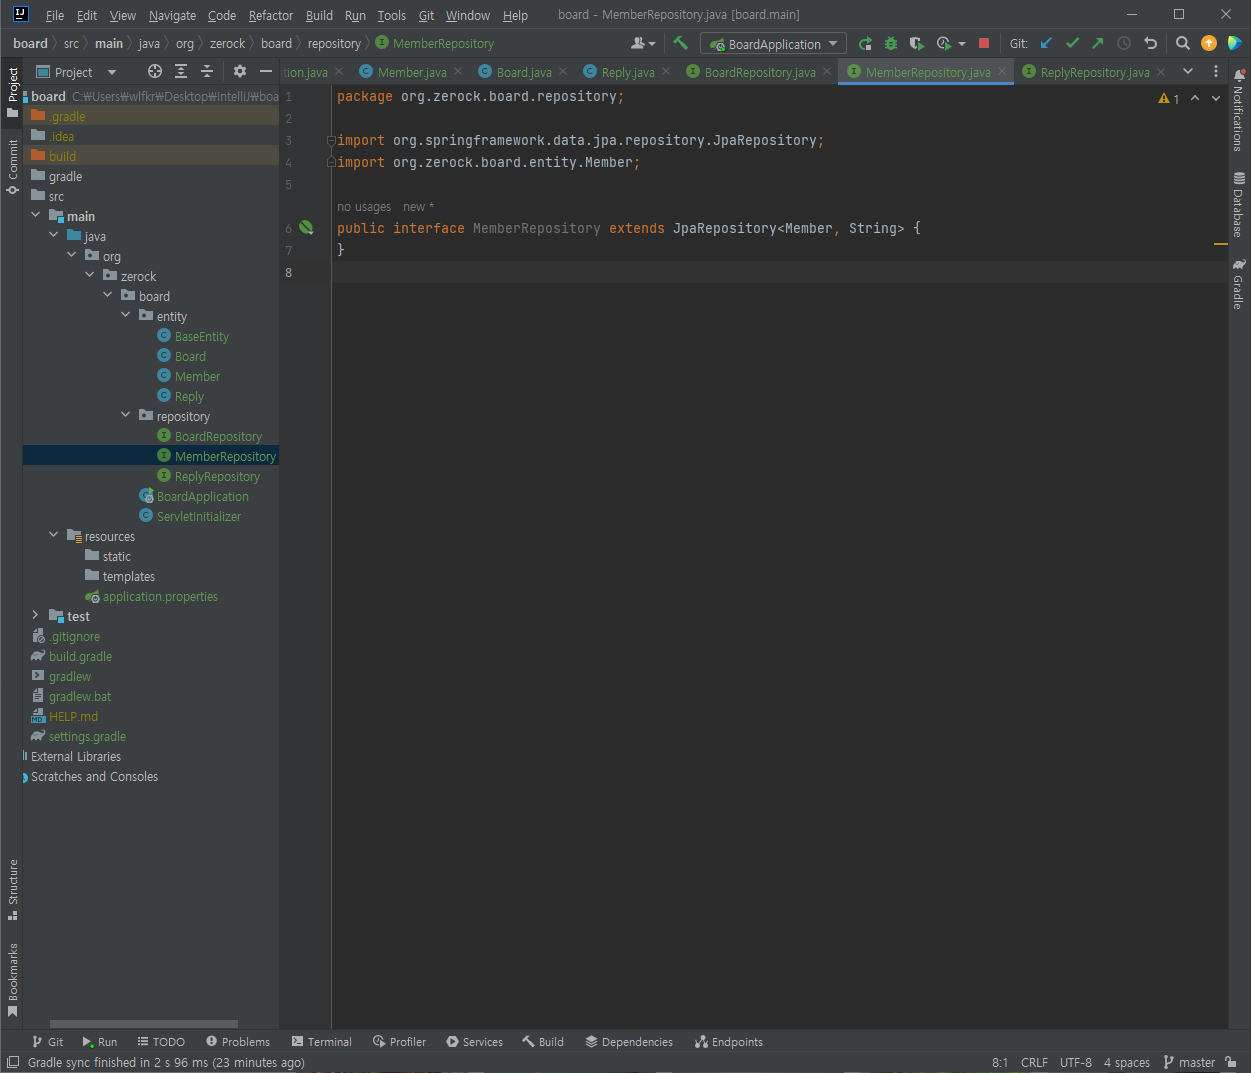 File Edit View Navigate Code Refactor Build Run Tools Git Window Help board - MemberRepository.java [board.main]
board src main java org zerock board repository MemberRepository BoardApplication Git:
Project
tion.java Member.java Board.java Reply.java BoardRepository.java MemberRepository.java ReplyRepository.java
Project
Commit
Structure
Bookmarks
board C:₩Users₩wlfkr₩Desktop₩IntelliJ₩boa
.gradle
.idea
build
gradle
src
main
java
org
zerock
board
entity
BaseEntity
Board
Member
Reply
repository
BoardRepository
MemberRepository
ReplyRepository
BoardApplication
ServletInitializer
resources
static
templates
application.properties
test
.gitignore
build.gradle
gradlew
gradlew.bat
HELP.md
settings.gradle
External Libraries
Scratches and Consoles
1 package org.zerock.board.repository;
2
3 import org.springframework.data.jpa.repository.JpaRepository;
4 import org.zerock.board.entity.Member;
5
no usages new *
6 public interface MemberRepository extends JpaRepository<Member, String> {
7 }
8
1
Notifications
Database
Gradle
Git Run TODO Problems Terminal Profiler Services Build Dependencies Endpoints
Gradle sync finished in 2 s 96 ms (23 minutes ago) 8:1 CRLF UTF-8 4 spaces master